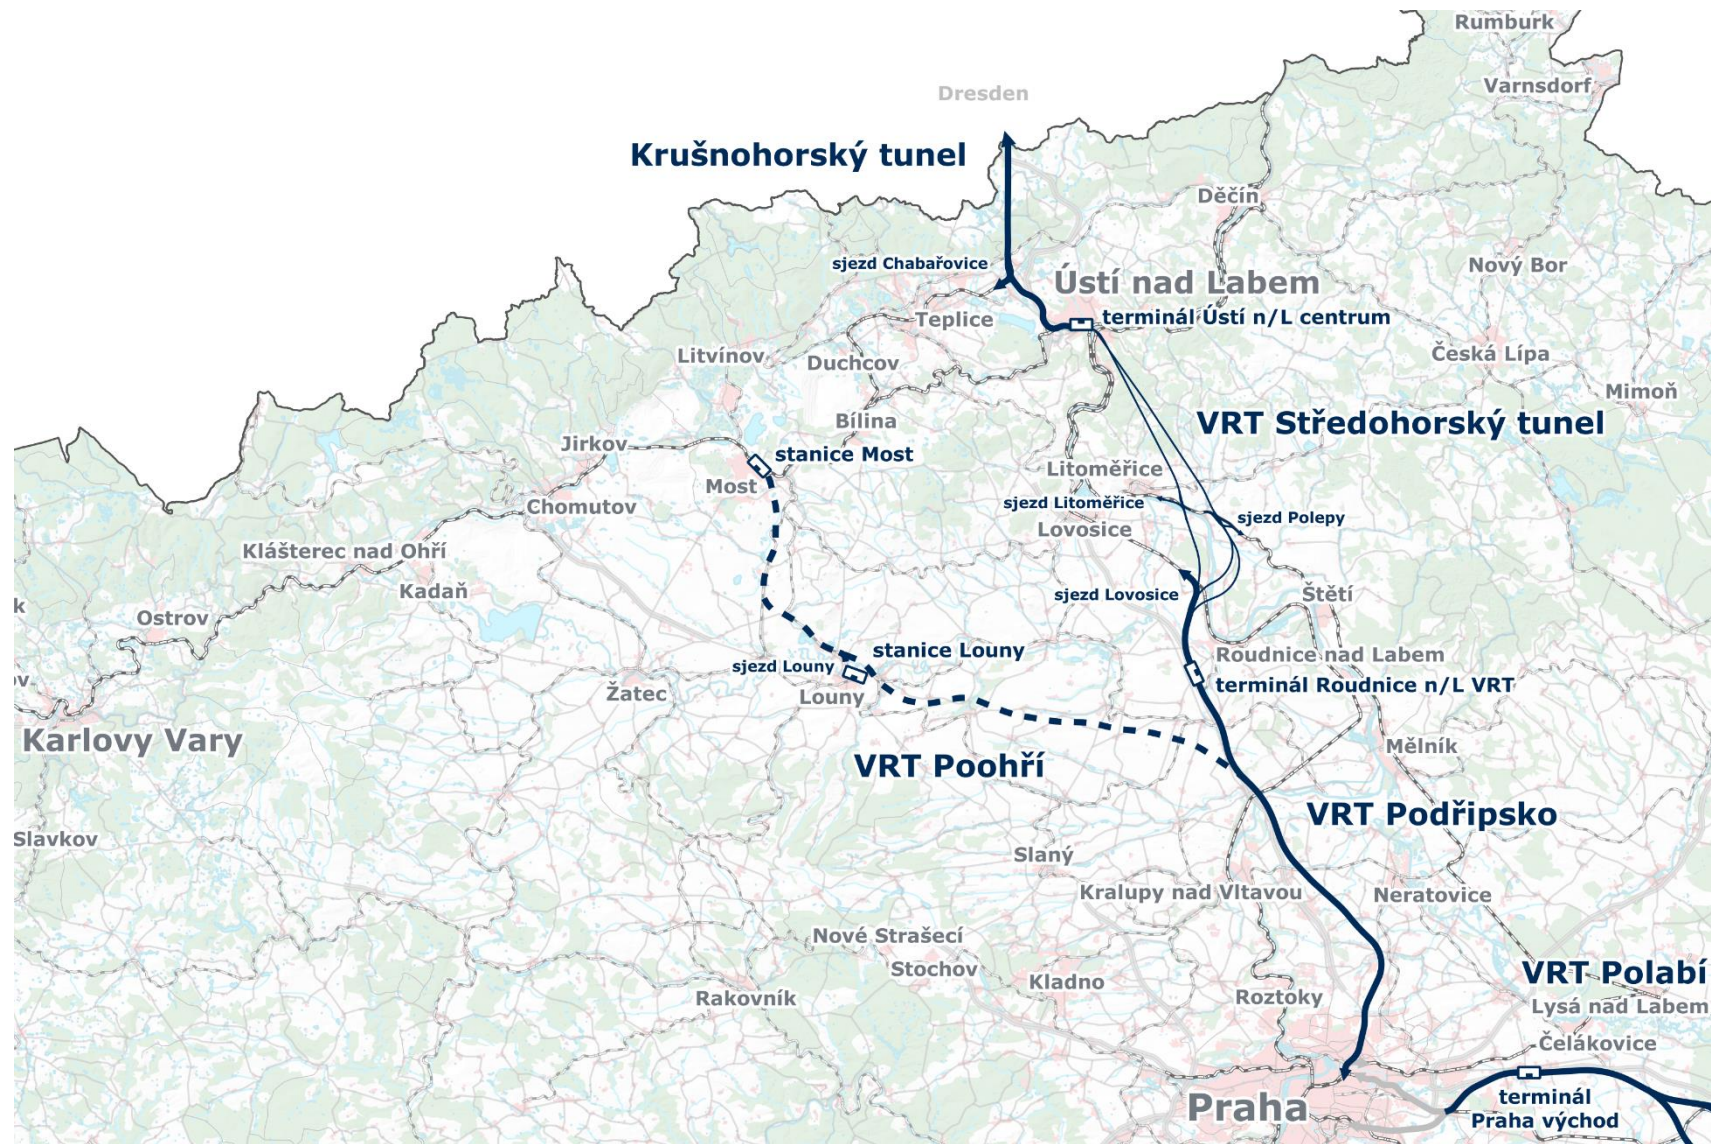 Rumburk
Varnsdorf
Dresden
Krušnohorský tunel
Děčín
sjezd Chabařovice
Ústí nad Labem
Nový Bor
terminál Ústí n/L centrum
Teplice
Litvínov
Duchcov
Česká Lípa
Mimoň
Bílina
VRT Středohorský tunel
Jirkov
stanice Most
Litoměřice
Most
Chomutov
sjezd Litoměřice
sjezd Polepy
Lovosice
Klášterec nad Ohří
Kadaň
sjezd Lovosice
Štětí
k
Ostrov
stanice Louny
Roudnice nad Labem
sjezd Louny
terminál Roudnice n/L VRT
ov
Žatec
Louny
Karlovy Vary
Mělník
VRT Poohří
VRT Podřipsko
Slavkov
Slaný
Kralupy nad Vltavou
Neratovice
Nové Strašecí
Stochov
VRT Polabí
Kladno
Rakovník
Roztoky
Lysá nad Labem
Čelákovice
Praha
terminál
Praha východ